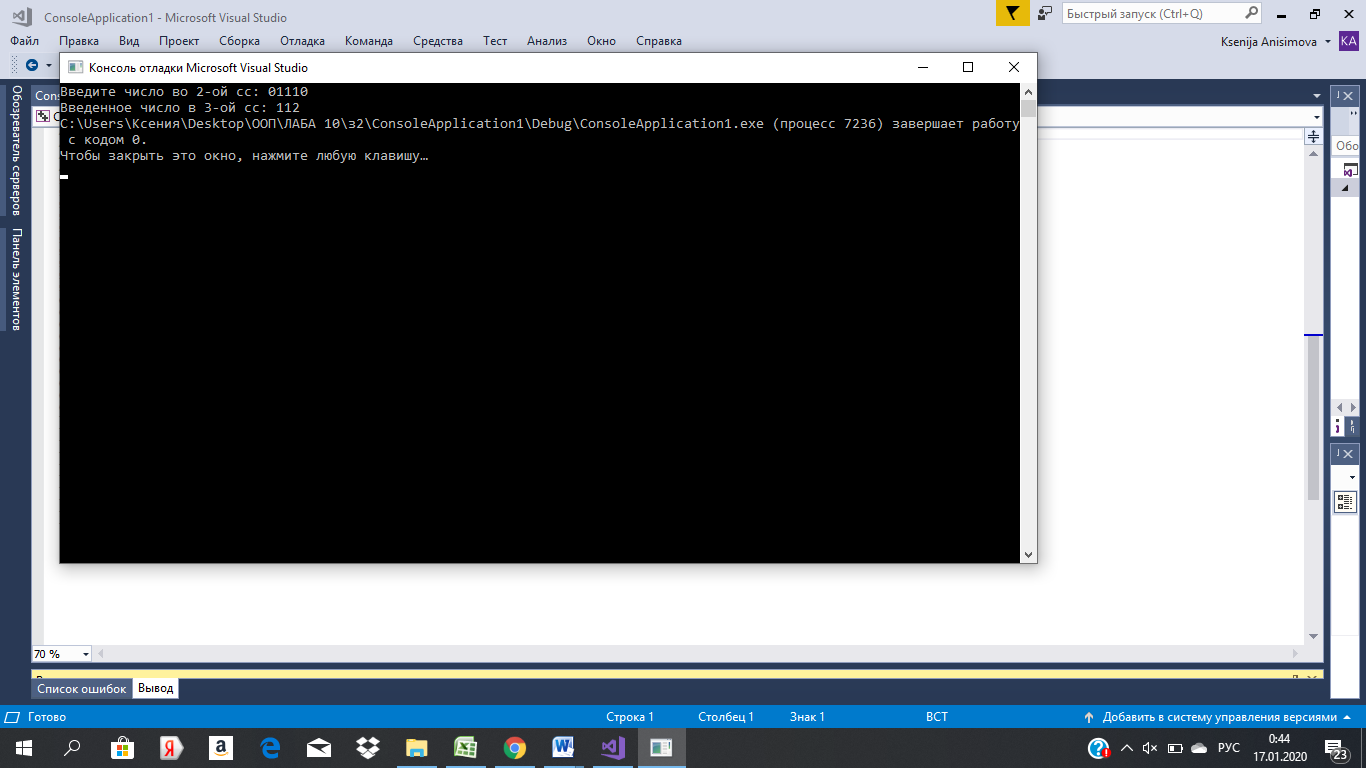 ConsoleApplication1 - Microsoft Visual Studio
Быстрый запуск (Ctrl+Q)
Файл Правка Вид Проект Сборка Отладка Команда Средства Тест Анализ Окно Справка
Ksenija Anisimova KA
Консоль отладки Microsoft Visual Studio
Введите число во 2-ой сс: 01110
Введенное число в 3-ой сс: 112
C:\Users\Ксения\Desktop\ООП\ЛАБА 10\з2\ConsoleApplication1\Debug\ConsoleApplication1.exe (процесс 7236) завершает работу
с кодом 0.
Чтобы закрыть это окно, нажмите любую клавишу…
Обозреватель серверов
Панель элементов
Cons
Обо
70 %
Список ошибок Вывод
Готово Строка 1 Столбец 1 Знак 1 ВСТ Добавить в систему управления версиями
РУС
0:44
17.01.2020
23